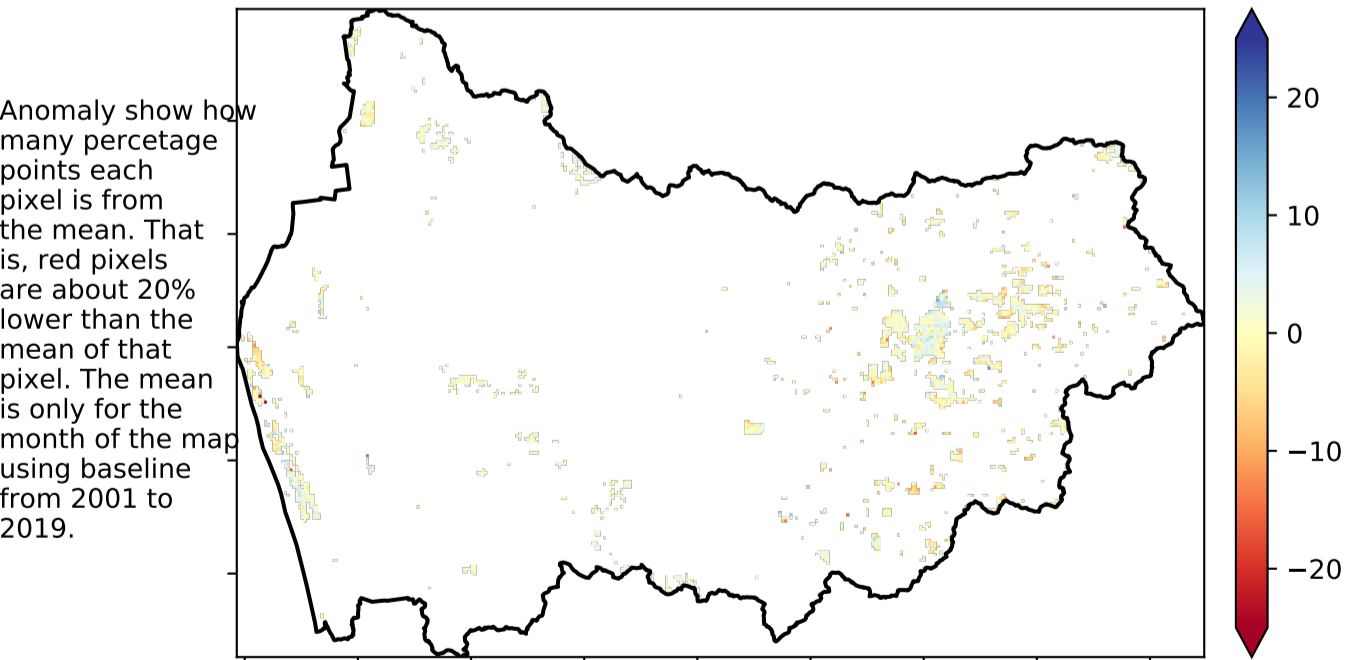 Anomaly show how
many percetage
points each
pixel is from
the mean. That
is, red pixels
are about 20%
lower than the
mean of that
pixel. The mean
is only for the
month of the map
using baseline
from 2001 to
2019.
20
10
0
−10
−20